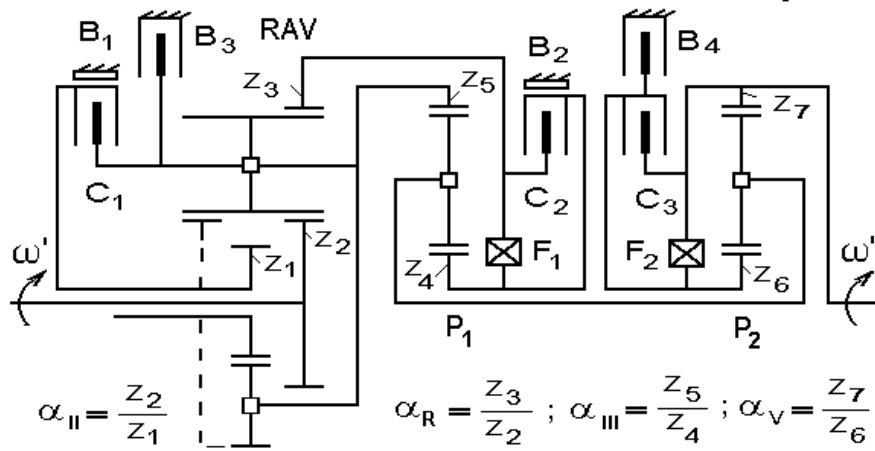 B1 B3 RAV B2 B4
Z3 Z5 Z7
C1 C2 C3
Z2
ω' Z1 Z4 F1 F2 Z6 ω'
P1 P2
αII = Z2/Z1 αR = Z3/Z2 ; αIII = Z5/Z4 ; αV = Z7/Z6